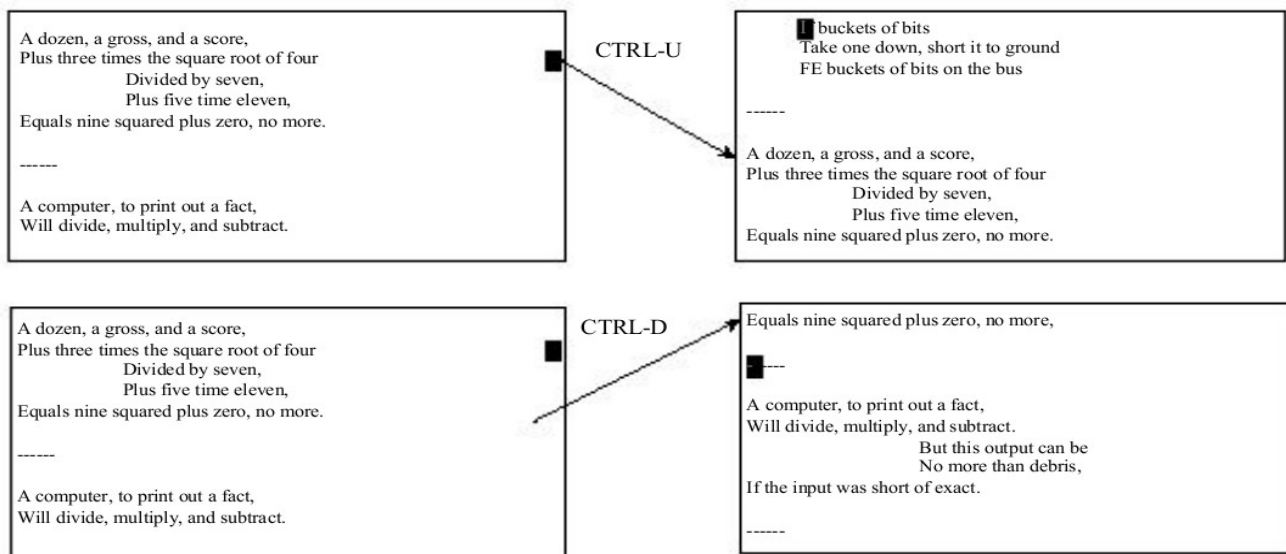 A dozen, a gross, and a score,
Plus three times the square root of four
Divided by seven,
Plus five time eleven,
Equals nine squared plus zero, no more.
------
A computer, to print out a fact,
Will divide, multiply, and subtract.
CTRL-U
buckets of bits
Take one down, short it to ground
FE buckets of bits on the bus
------
A dozen, a gross, and a score,
Plus three times the square root of four
Divided by seven,
Plus five time eleven,
Equals nine squared plus zero, no more.
A dozen, a gross, and a score,
Plus three times the square root of four
Divided by seven,
Plus five time eleven,
Equals nine squared plus zero, no more.
------
A computer, to print out a fact,
Will divide, multiply, and subtract.
CTRL-D
Equals nine squared plus zero, no more,
------
A computer, to print out a fact,
Will divide, multiply, and subtract.
But this output can be
No more than debris,
If the input was short of exact.
------